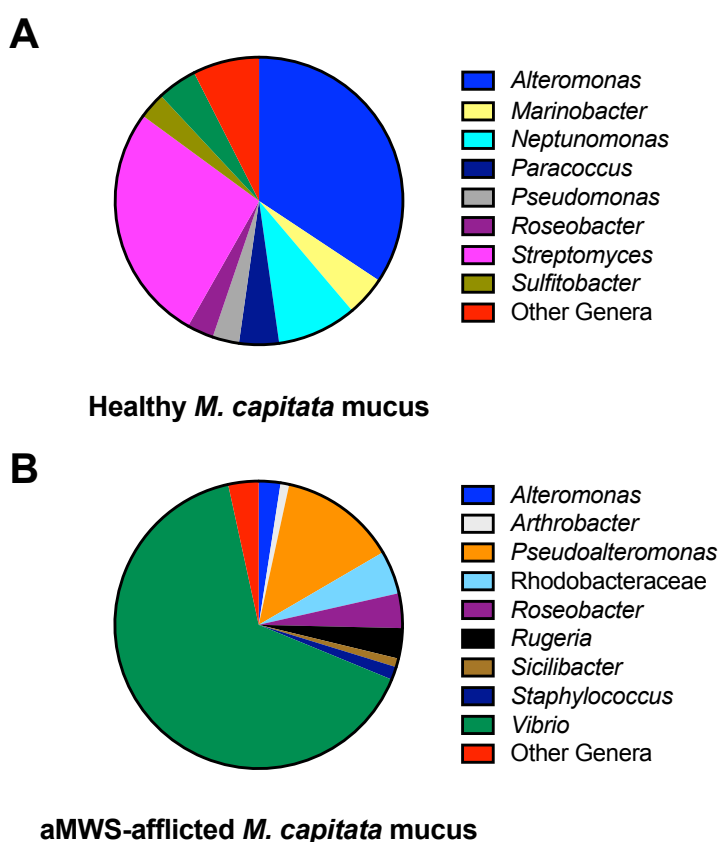 A
Alteromonas
Marinobacter
Neptunomonas
Paracoccus
Pseudomonas
Roseobacter
Streptomyces
Sulfitobacter
Other Genera
Healthy M. capitata mucus
B
Alteromonas
Arthrobacter
Pseudoalteromonas
Rhodobacteraceae
Roseobacter
Rugeria
Sicilibacter
Staphylococcus
Vibrio
Other Genera
aMWS-afflicted M. capitata mucus